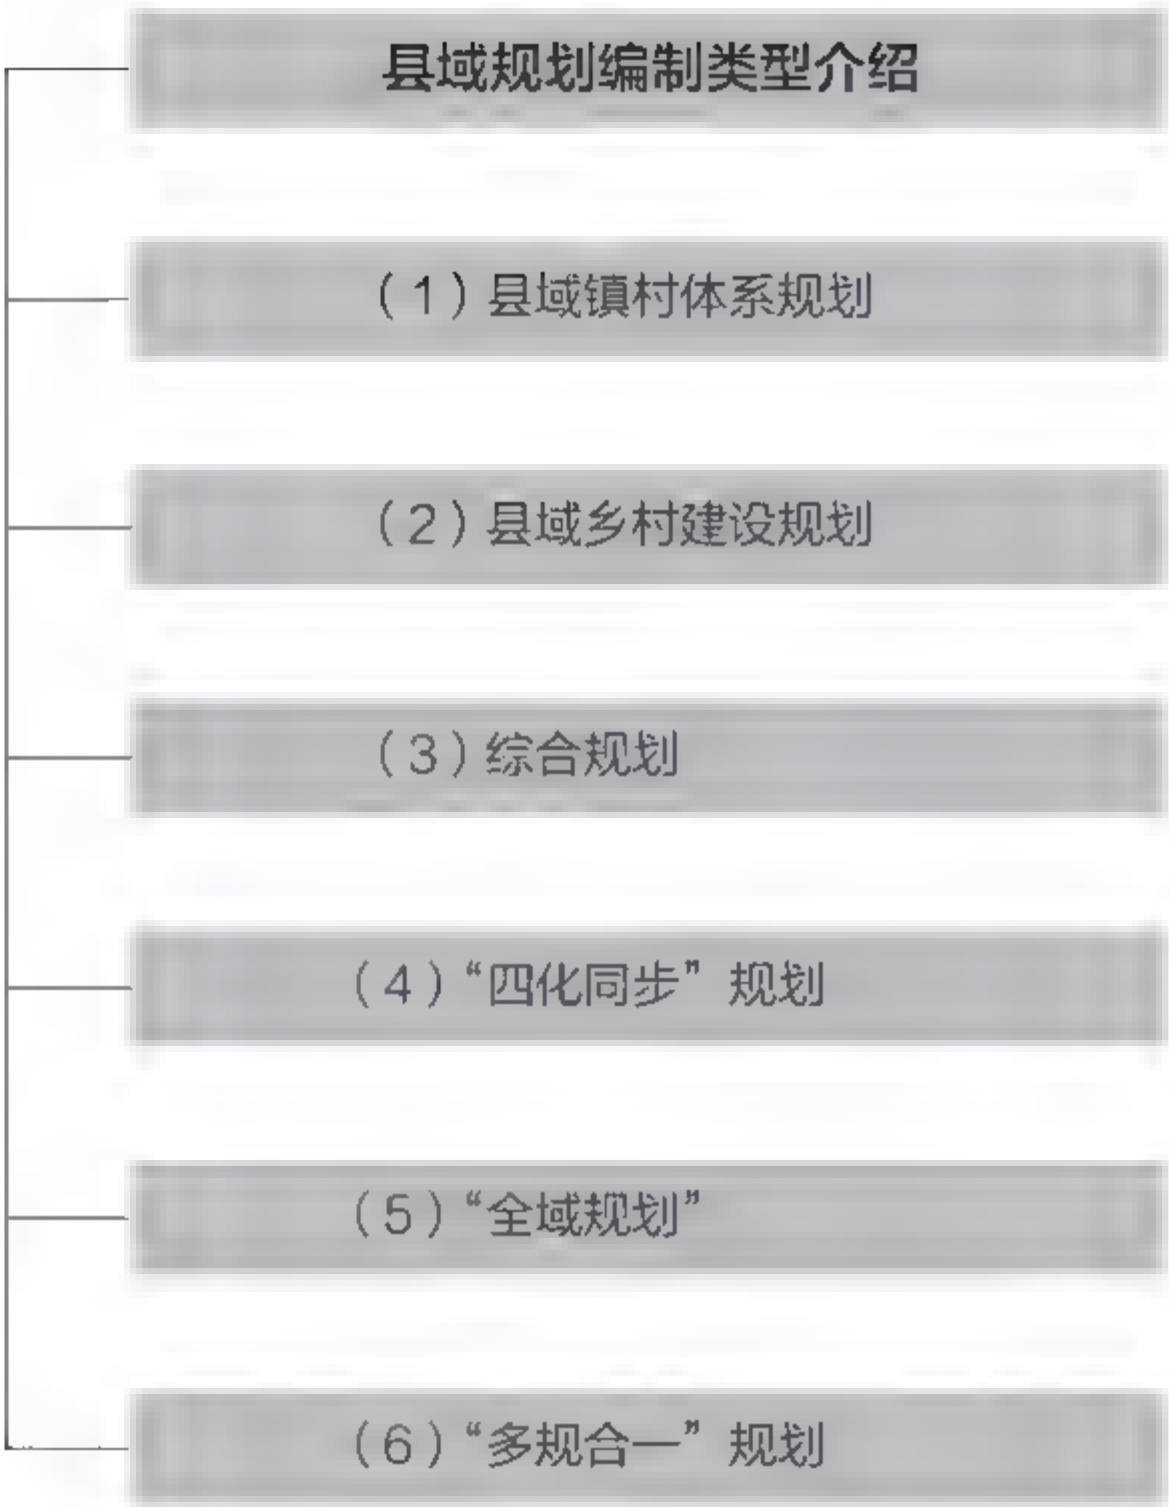 县域规划编制类型介绍
（1）县域镇村体系规划
（2）县域乡村建设规划
（3）综合规划
（4）“四化同步”规划
（5）“全域规划”
（6）“多规合一”规划